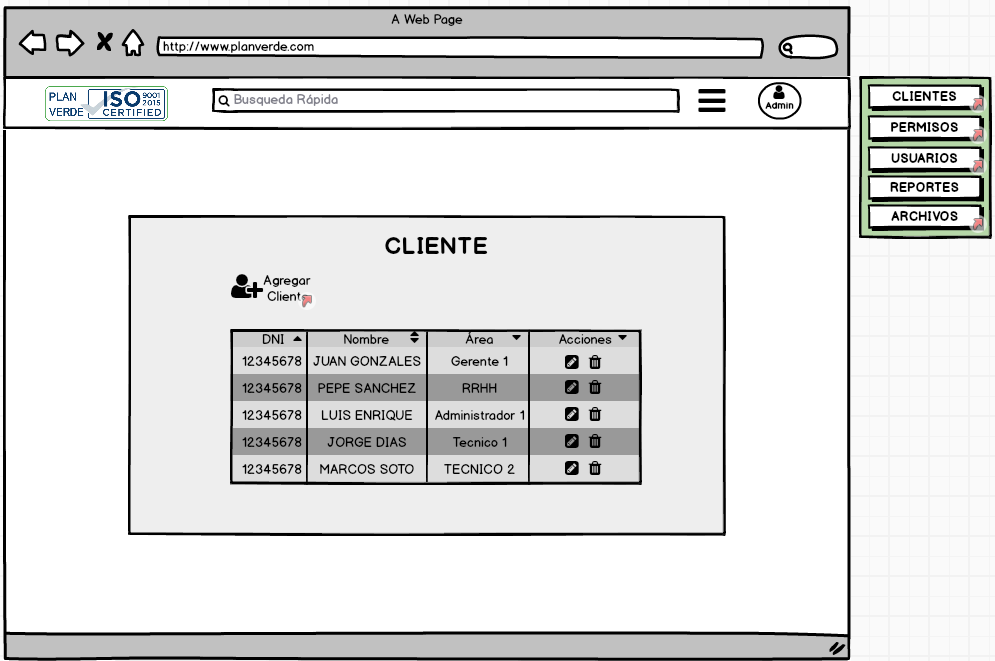 A Web Page
http://www.planverde.com
PLAN VERDE ISO 9001 2015 CERTIFIED
Busqueda Rápida
Admin
CLIENTES
PERMISOS
USUARIOS
REPORTES
ARCHIVOS
CLIENTE
Agregar
Cliente
DNI Nombre Área Acciones
12345678 JUAN GONZALES Gerente 1
12345678 PEPE SANCHEZ RRHH
12345678 LUIS ENRIQUE Administrador 1
12345678 JORGE DIAS Tecnico 1
12345678 MARCOS SOTO TECNICO 2